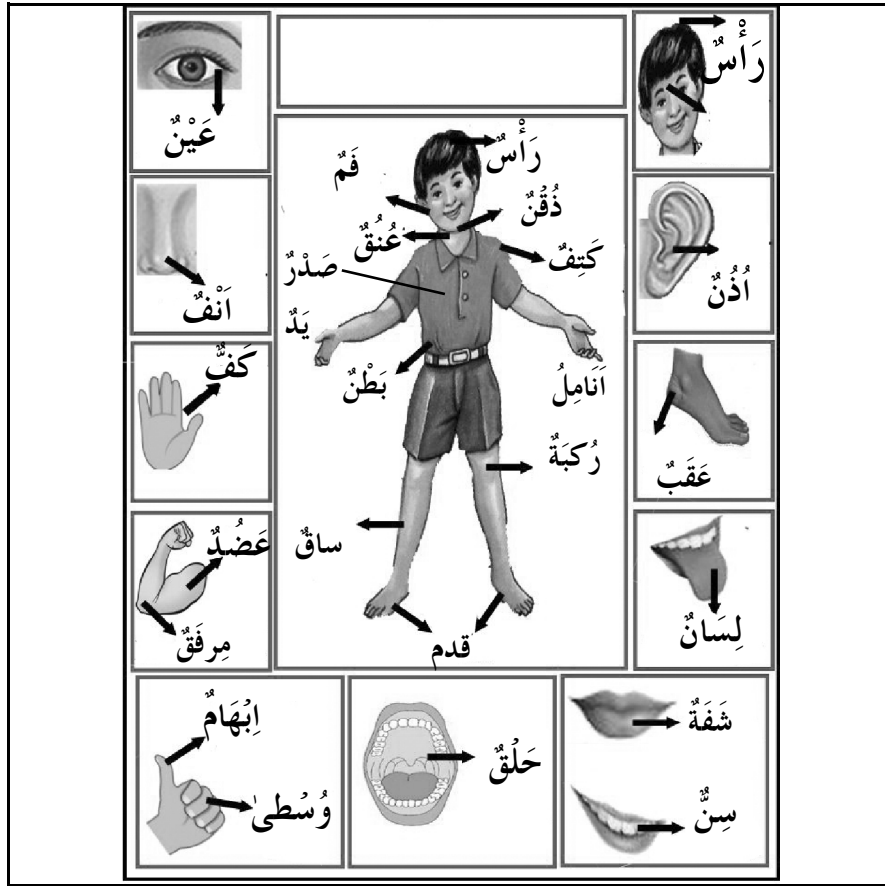 رَأْسٌ
عَيْنٌ
رَأْسٌ
فَمٌ
ذُقُنٌ
عُنُقٌ
كَتِفٌ
صَدْرٌ
اُذُنٌ
اَنْفٌ
يَدٌ
كَفٌّ
بَطْنٌ
اَنَامِلُ
رُكبَةٌ
عَقَبٌ
عَضُدٌ
ساقٌ
مِرفَقٌ
قدم
لِسَانٌ
شَفَةٌ
سِنٌّ
حَلْقٌ
اِبْهَامٌ
وُسْطىٰ